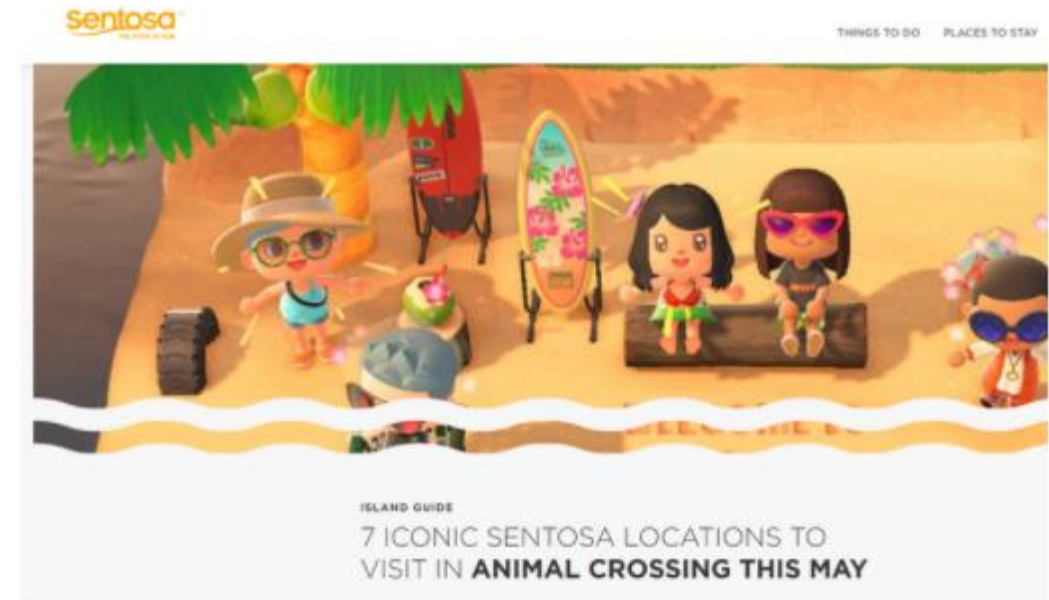 sentosa
THINGS TO DO
PLACES TO STAY
ISLAND GUIDE
7 ICONIC SENTOSA LOCATIONS TO
VISIT IN ANIMAL CROSSING THIS MAY